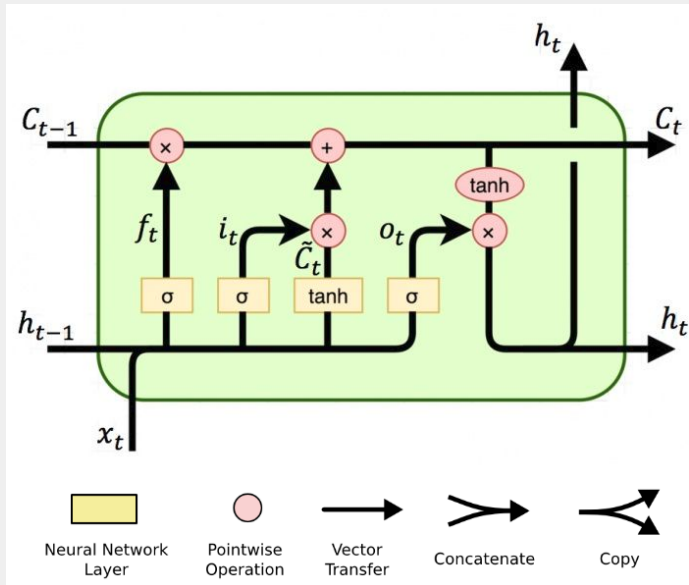 h_t
C_{t-1}
C_t
×
+
tanh
f_t
i_t
×
o_t
×
C̃_t
σ
σ
tanh
σ
h_{t-1}
h_t
x_t
Neural Network
Layer
Pointwise
Operation
Vector
Transfer
Concatenate
Copy